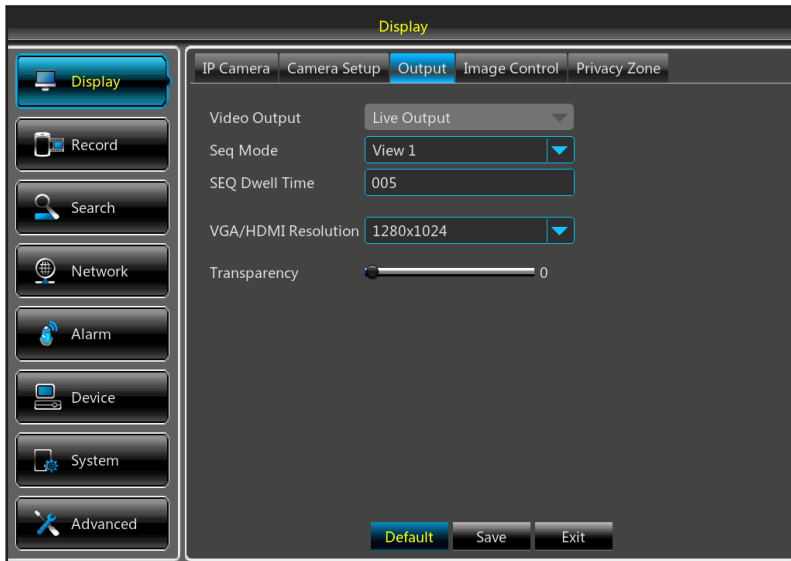 Display
Display
Record
Search
Network
Alarm
Device
System
Advanced
IP Camera Camera Setup Output Image Control Privacy Zone
Video Output Live Output
Seq Mode View 1
SEQ Dwell Time 005
VGA/HDMI Resolution 1280x1024
Transparency 0
Default Save Exit